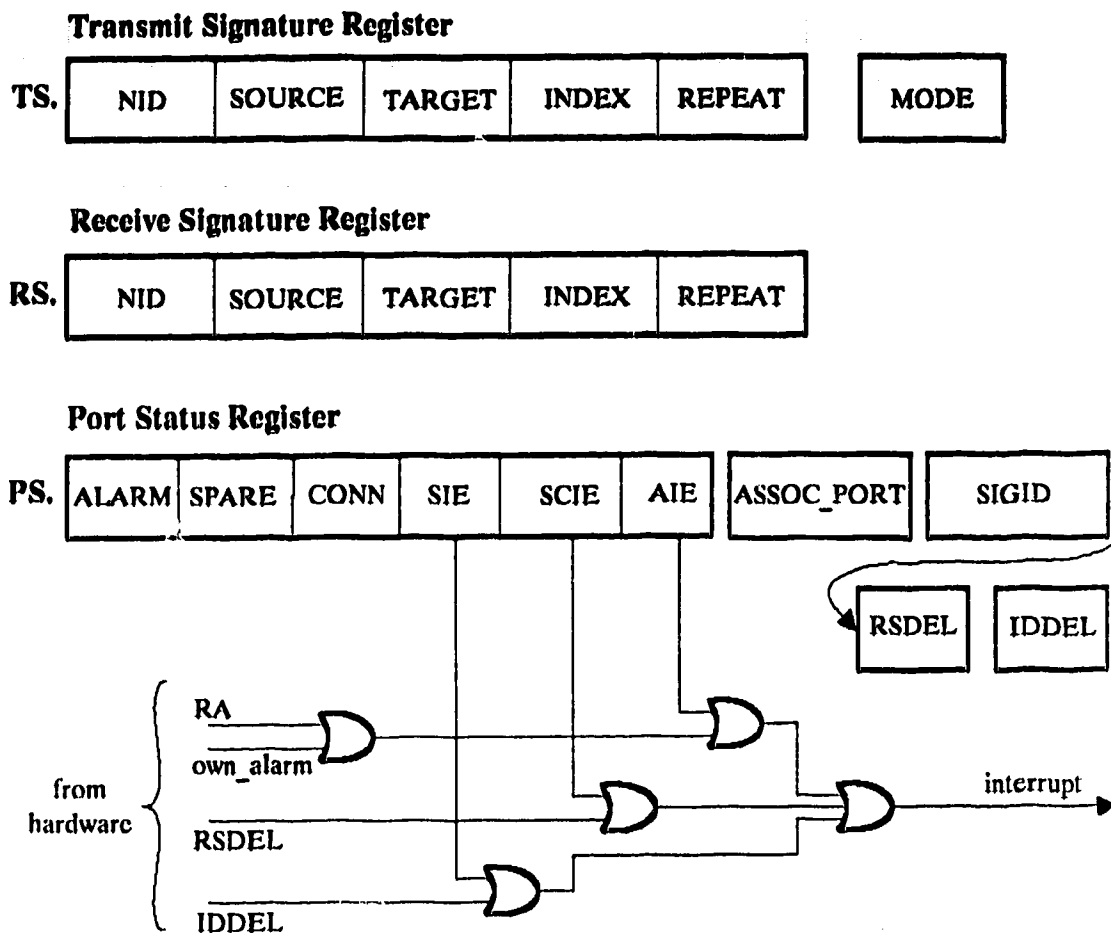 Transmit Signature Register
TS. NID SOURCE TARGET INDEX REPEAT MODE
Receive Signature Register
RS. NID SOURCE TARGET INDEX REPEAT
Port Status Register
PS. ALARM SPARE CONN SIE SCIE AIE ASSOC_PORT SIGID
RSDEL IDDEL
RA
own_alarm
from
hardware
interrupt
RSDEL
IDDEL